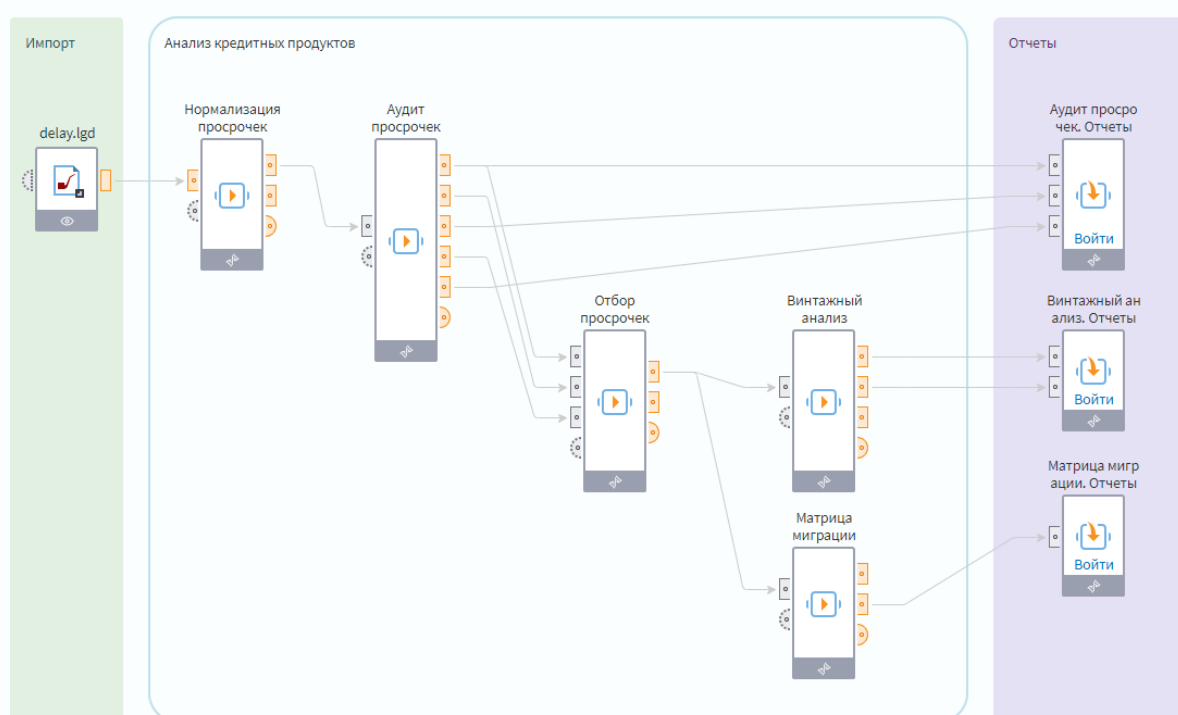 Импорт
Анализ кредитных продуктов
Отчеты
delay.lgd
Нормализация
просрочек
Аудит
просрочек
Аудит просро
чек. Отчеты
Войти
Отбор
просрочек
Винтажный
анализ
Винтажный ан
ализ. Отчеты
Войти
Матрица
миграции
Матрица мигр
ации. Отчеты
Войти